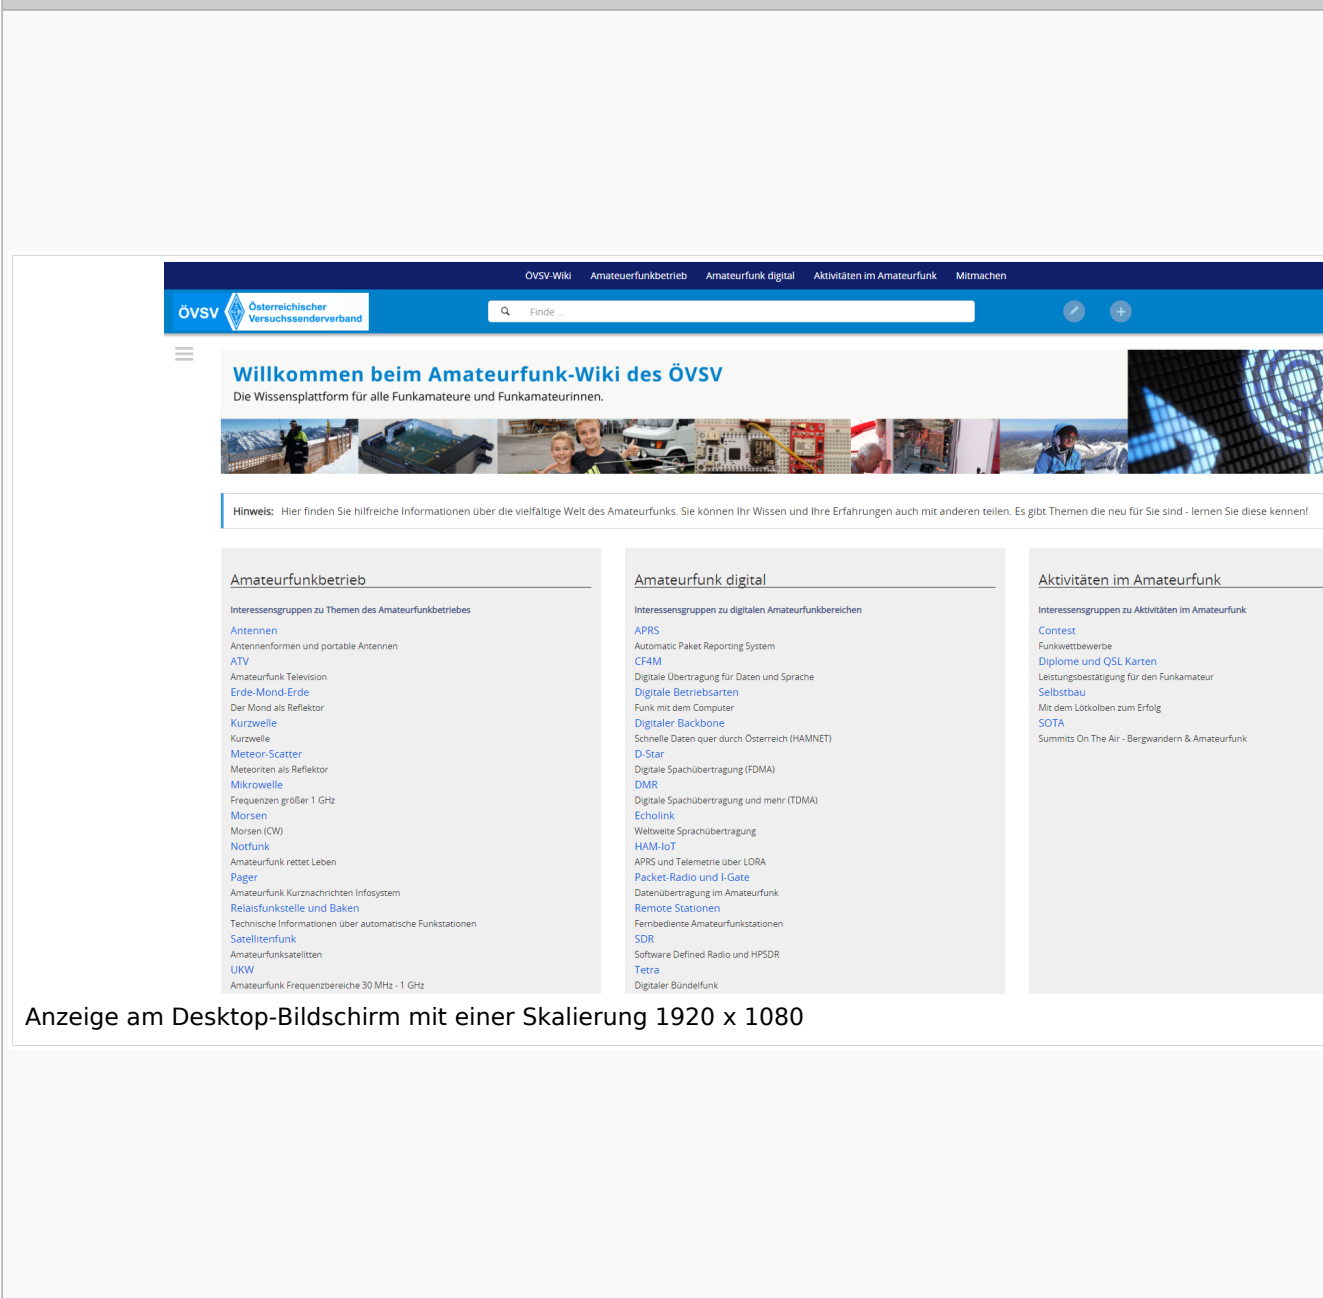 ÖVSV-Wiki Amateuerfunkbetrieb Amateurfunk digital Aktivitäten im Amateurfunk Mitmachen
ÖVSV
Österreichischer
Versuchssenderverband
Finde ...
Willkommen beim Amateurfunk-Wiki des ÖVSV
Die Wissensplattform für alle Funkamateure und Funkamateurinnen.
Hinweis: Hier finden Sie hilfreiche Informationen über die vielfältige Welt des Amateurfunks. Sie können Ihr Wissen und Ihre Erfahrungen auch mit anderen teilen. Es gibt Themen die neu für Sie sind - lernen Sie diese kennen!
Amateurfunkbetrieb
Interessensgruppen zu Themen des Amateurfunkbetriebes
Antennen
Antennenformen und portable Antennen
ATV
Amateurfunk Television
Erde-Mond-Erde
Der Mond als Reflektor
Kurzwelle
Kurzwelle
Meteor-Scatter
Meteoriten als Reflektor
Mikrowelle
Frequenzen größer 1 GHz
Morsen
Morsen (CW)
Notfunk
Amateurfunk rettet Leben
Pager
Amateurfunk Kurznachrichten Infosystem
Relaisfunkstelle und Baken
Technische Informationen über automatische Funkstationen
Satellitenfunk
Amateurfunksatelitten
UKW
Amateurfunk Frequenzbereiche 30 MHz - 1 GHz
Amateurfunk digital
Interessensgruppen zu digitalen Amateurfunkbereichen
APRS
Automatic Paket Reporting System
CF4M
Digitale Übertragung für Daten und Sprache
Digitale Betriebsarten
Funk mit dem Computer
Digitaler Backbone
Schnelle Daten quer durch Österreich (HAMNET)
D-Star
Digitale Spachübertragung (FDMA)
DMR
Digitale Spachübertragung und mehr (TDMA)
Echolink
Weltweite Sprachübertragung
HAM-IoT
APRS und Telemetrie über LORA
Packet-Radio und I-Gate
Datenübertragung im Amateurfunk
Remote Stationen
Fernbediente Amateurfunkstationen
SDR
Software Defined Radio und HPSDR
Tetra
Digitaler Bündelfunk
Aktivitäten im Amateurfunk
Interessensgruppen zu Aktivitäten im Amateurfunk
Contest
Funkwettbewerbe
Diplome und QSL Karten
Leistungsbestätigung für den Funkamateur
Selbstbau
Mit dem Lötkolben zum Erfolg
SOTA
Summits On The Air - Bergwandern & Amateurfunk
Anzeige am Desktop-Bildschirm mit einer Skalierung 1920 x 1080